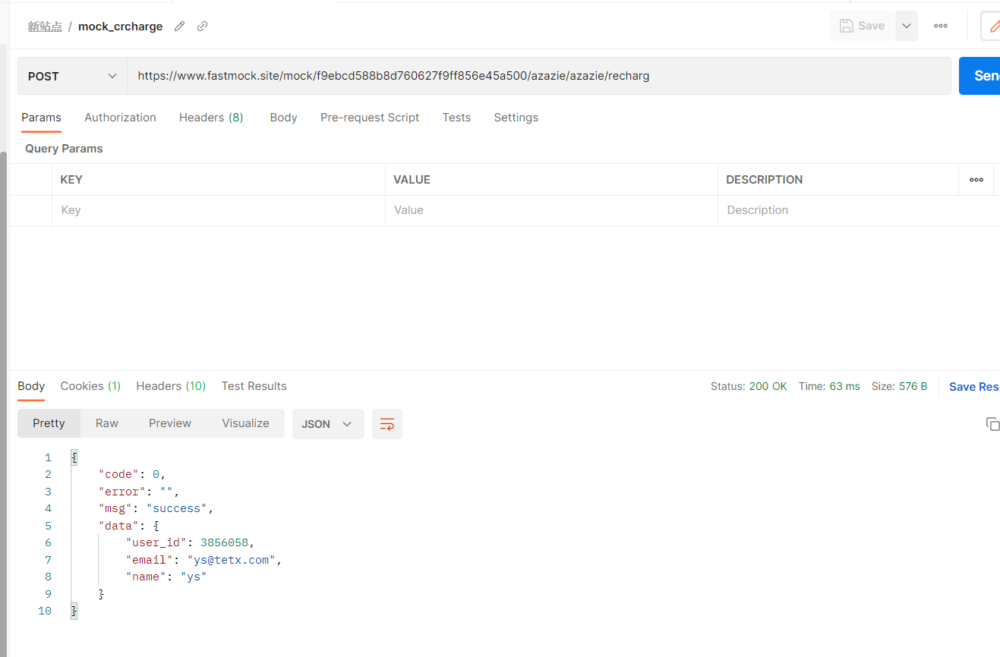 新站点 / mock_crcharge
Save
POST
https://www.fastmock.site/mock/f9ebcd588b8d760627f9ff856e45a500/azazie/azazie/recharg
Sen
Params Authorization Headers (8) Body Pre-request Script Tests Settings
Query Params
KEY VALUE DESCRIPTION
Key Value Description
Body Cookies (1) Headers (10) Test Results Status: 200 OK Time: 63 ms Size: 576 B Save Res
Pretty Raw Preview Visualize JSON
1 {
2 "code": 0,
3 "error": "",
4 "msg": "success",
5 "data": {
6 "user_id": 3856058,
7 "email": "ys@tetx.com",
8 "name": "ys"
9 }
10 }